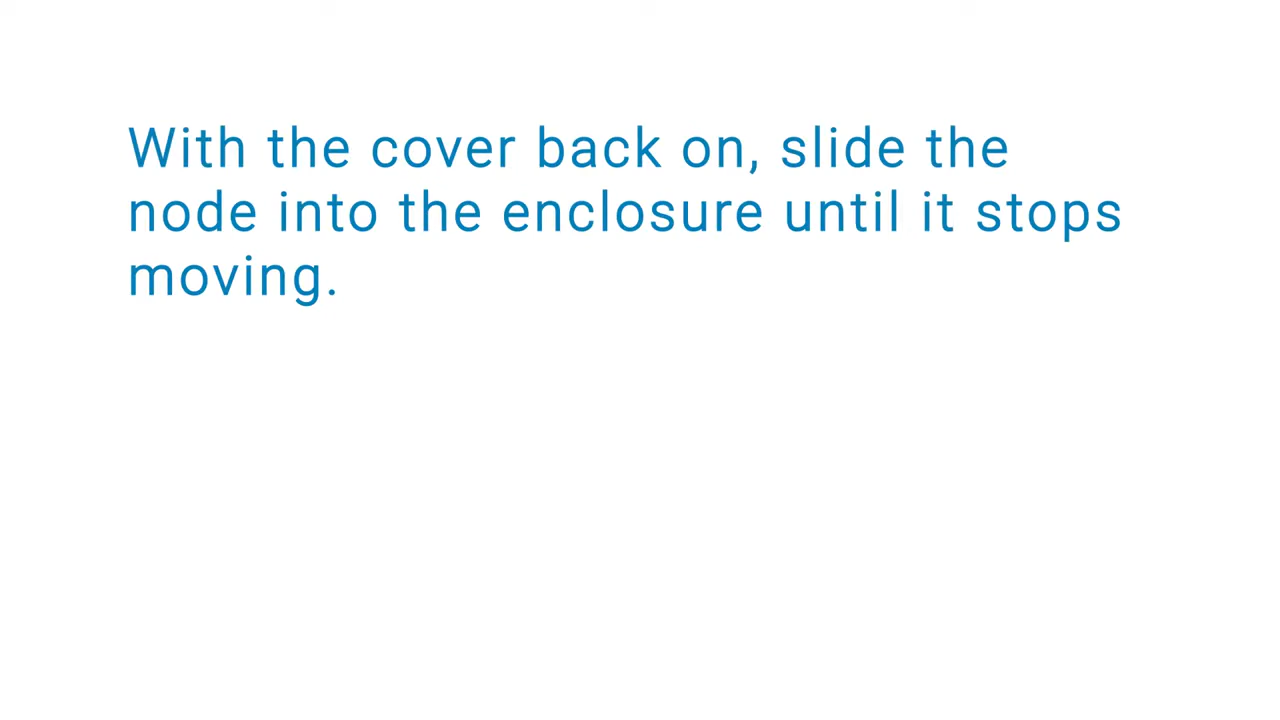 With the cover back on, slide the
node into the enclosure until it stops
moving.